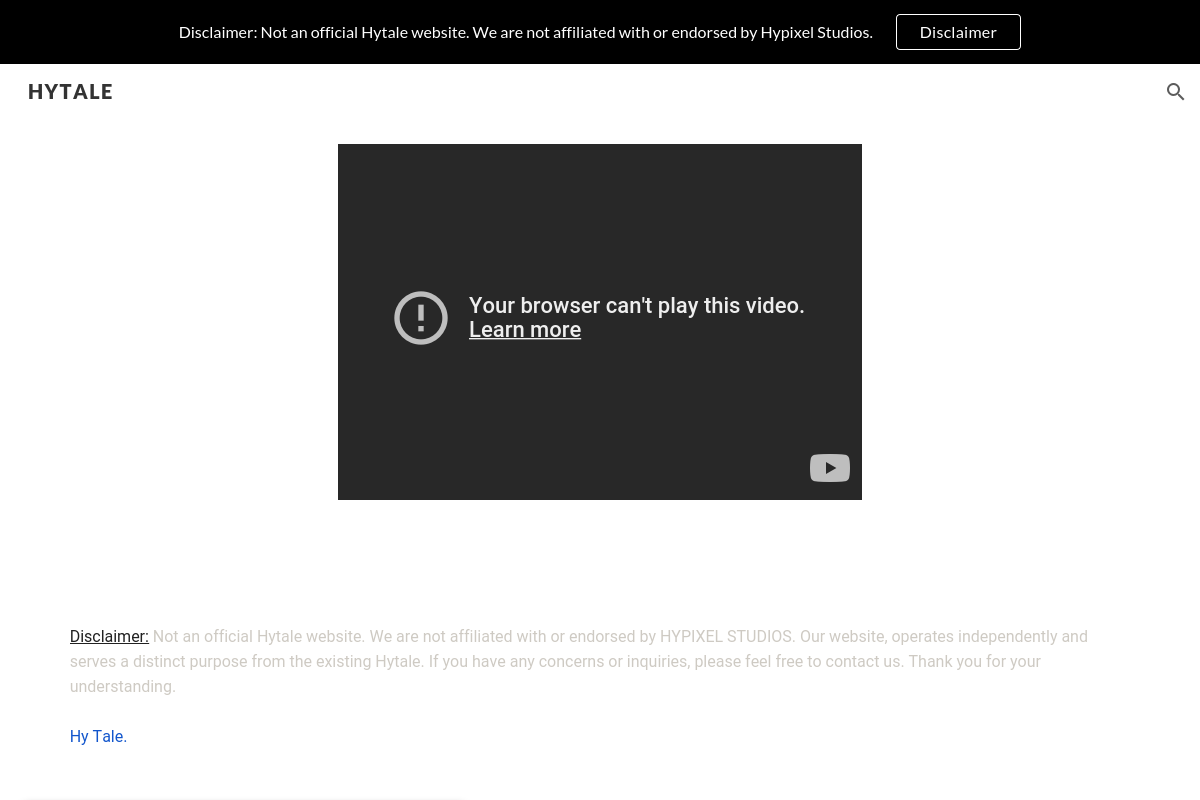 Disclaimer: Not an official Hytale website. We are not affiliated with or endorsed by Hypixel Studios. Disclaimer
HYTALE
Your browser can't play this video.
Learn more
Disclaimer: Not an official Hytale website. We are not affiliated with or endorsed by HYPIXEL STUDIOS. Our website, operates independently and
serves a distinct purpose from the existing Hytale. If you have any concerns or inquiries, please feel free to contact us. Thank you for your
understanding.
Hy Tale.